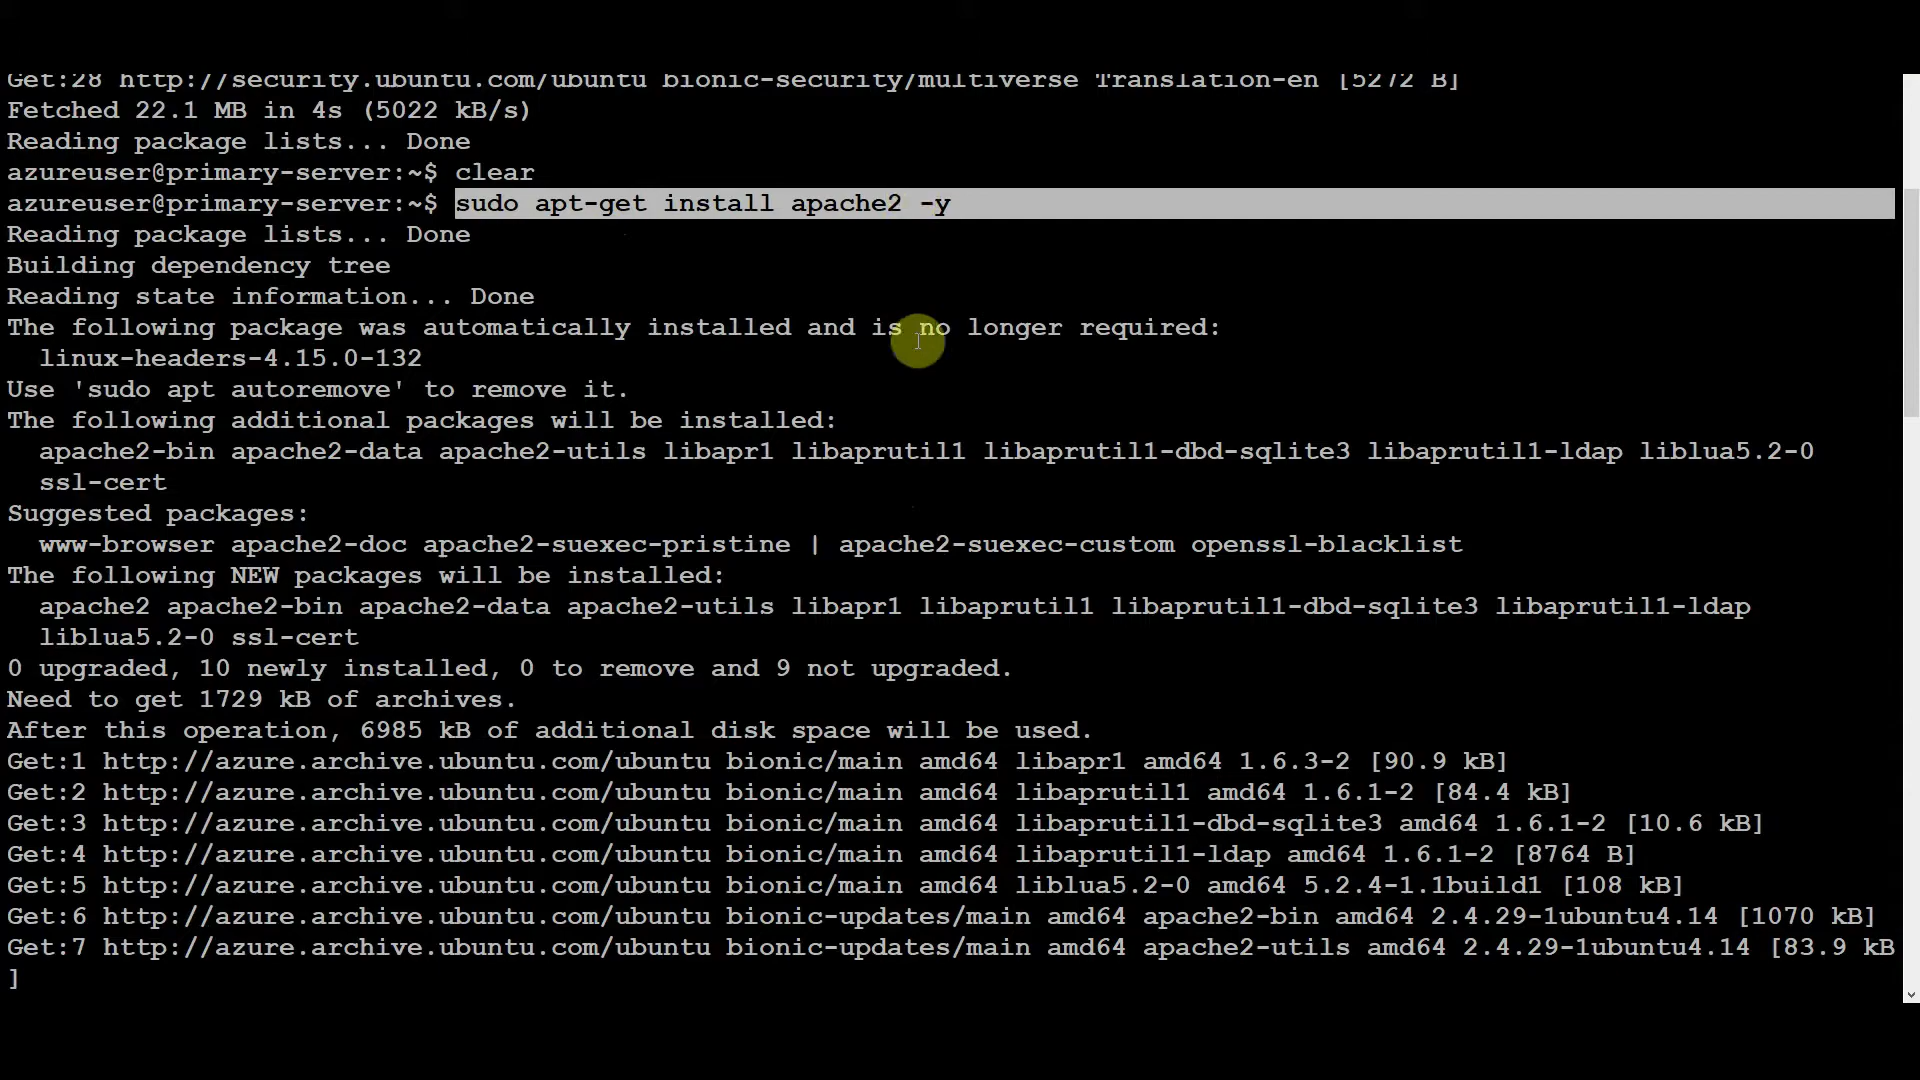 Get:28 http://security.ubuntu.com/ubuntu bionic-security/multiverse Translation-en [5272 B]
Fetched 22.1 MB in 4s (5022 kB/s)
Reading package lists... Done
azureuser@primary-server:~$ clear
azureuser@primary-server:~$ sudo apt-get install apache2 -y
Reading package lists... Done
Building dependency tree
Reading state information... Done
The following package was automatically installed and is no longer required:
  linux-headers-4.15.0-132
Use 'sudo apt autoremove' to remove it.
The following additional packages will be installed:
  apache2-bin apache2-data apache2-utils libapr1 libaprutil1 libaprutil1-dbd-sqlite3 libaprutil1-ldap liblua5.2-0
  ssl-cert
Suggested packages:
  www-browser apache2-doc apache2-suexec-pristine | apache2-suexec-custom openssl-blacklist
The following NEW packages will be installed:
  apache2 apache2-bin apache2-data apache2-utils libapr1 libaprutil1 libaprutil1-dbd-sqlite3 libaprutil1-ldap
  liblua5.2-0 ssl-cert
0 upgraded, 10 newly installed, 0 to remove and 9 not upgraded.
Need to get 1729 kB of archives.
After this operation, 6985 kB of additional disk space will be used.
Get:1 http://azure.archive.ubuntu.com/ubuntu bionic/main amd64 libapr1 amd64 1.6.3-2 [90.9 kB]
Get:2 http://azure.archive.ubuntu.com/ubuntu bionic/main amd64 libaprutil1 amd64 1.6.1-2 [84.4 kB]
Get:3 http://azure.archive.ubuntu.com/ubuntu bionic/main amd64 libaprutil1-dbd-sqlite3 amd64 1.6.1-2 [10.6 kB]
Get:4 http://azure.archive.ubuntu.com/ubuntu bionic/main amd64 libaprutil1-ldap amd64 1.6.1-2 [8764 B]
Get:5 http://azure.archive.ubuntu.com/ubuntu bionic/main amd64 liblua5.2-0 amd64 5.2.4-1.1build1 [108 kB]
Get:6 http://azure.archive.ubuntu.com/ubuntu bionic-updates/main amd64 apache2-bin amd64 2.4.29-1ubuntu4.14 [1070 kB]
Get:7 http://azure.archive.ubuntu.com/ubuntu bionic-updates/main amd64 apache2-utils amd64 2.4.29-1ubuntu4.14 [83.9 kB
]